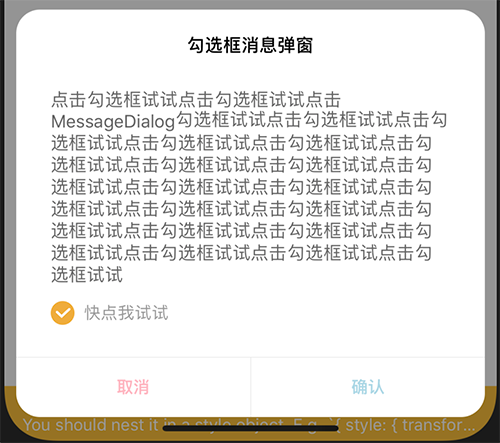 勾选框消息弹窗
点击勾选框试试点击勾选框试试点击
MessageDialog勾选框试试点击勾选框试试点击勾
选框试试点击勾选框试试点击勾选框试试点击勾
选框试试点击勾选框试试点击勾选框试试点击勾
选框试试点击勾选框试试点击勾选框试试点击勾
选框试试点击勾选框试试点击勾选框试试点击勾
选框试试点击勾选框试试点击勾选框试试点击勾
选框试试点击勾选框试试点击勾选框试试点击勾
选框试试
快点我试试
取消 确认
You should nest it in a style object. E.g. `{ style: { transfor...